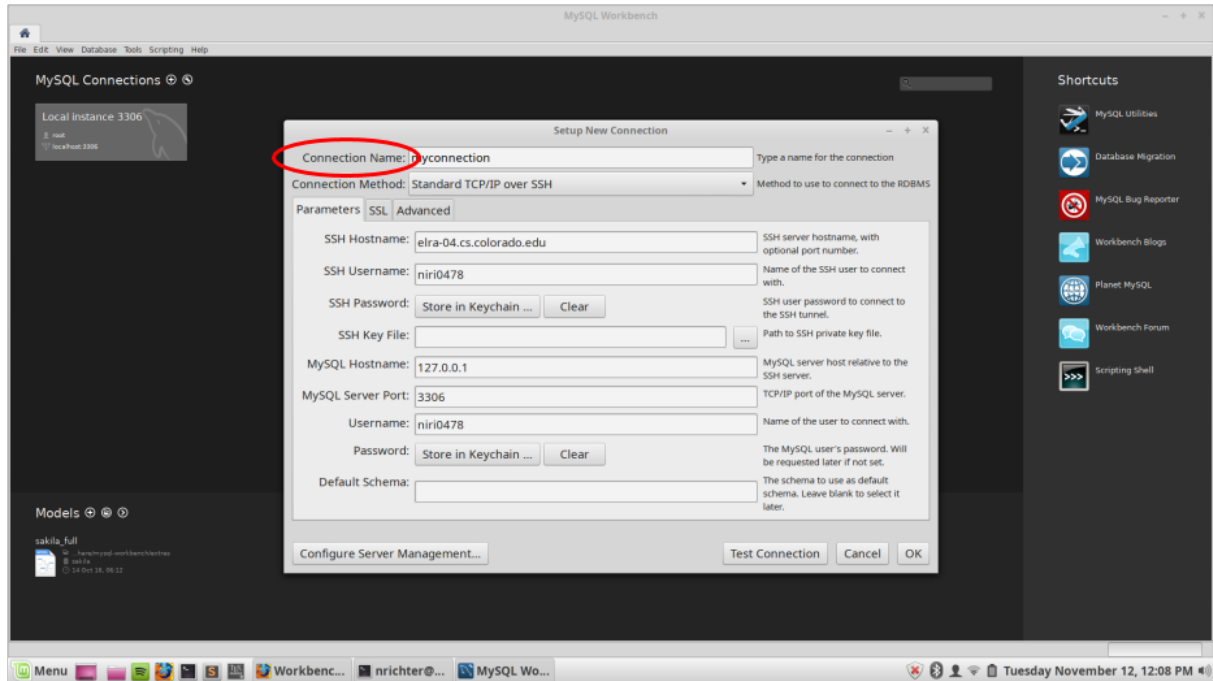 MySQL Workbench
File Edit View Database Tools Scripting Help
MySQL Connections
Local instance 3306
root
localhost:3306
Shortcuts
MySQL Utilities
Database Migration
MySQL Bug Reporter
Workbench Blogs
Planet MySQL
Workbench Forum
Scripting Shell
Setup New Connection
Connection Name: myconnection Type a name for the connection
Connection Method: Standard TCP/IP over SSH Method to use to connect to the RDBMS
Parameters SSL Advanced
SSH Hostname: elra-04.cs.colorado.edu SSH server hostname, with
optional port number.
SSH Username: niri0478 Name of the SSH user to connect
with.
SSH Password: Store in Keychain ... Clear SSH user password to connect to
the SSH tunnel.
SSH Key File: ... Path to SSH private key file.
MySQL Hostname: 127.0.0.1 MySQL server host relative to the
SSH server.
MySQL Server Port: 3306 TCP/IP port of the MySQL server.
Username: niri0478 Name of the user to connect with.
Password: Store in Keychain ... Clear The MySQL user's password. Will
be requested later if not set.
Default Schema: The schema to use as default
schema. Leave blank to select it
later.
Configure Server Management... Test Connection Cancel OK
Models
sakila_full
sakila
14 Oct 19, 06:12
Menu Workbenc... nrichter@... MySQL Wo... Tuesday November 12, 12:08 PM